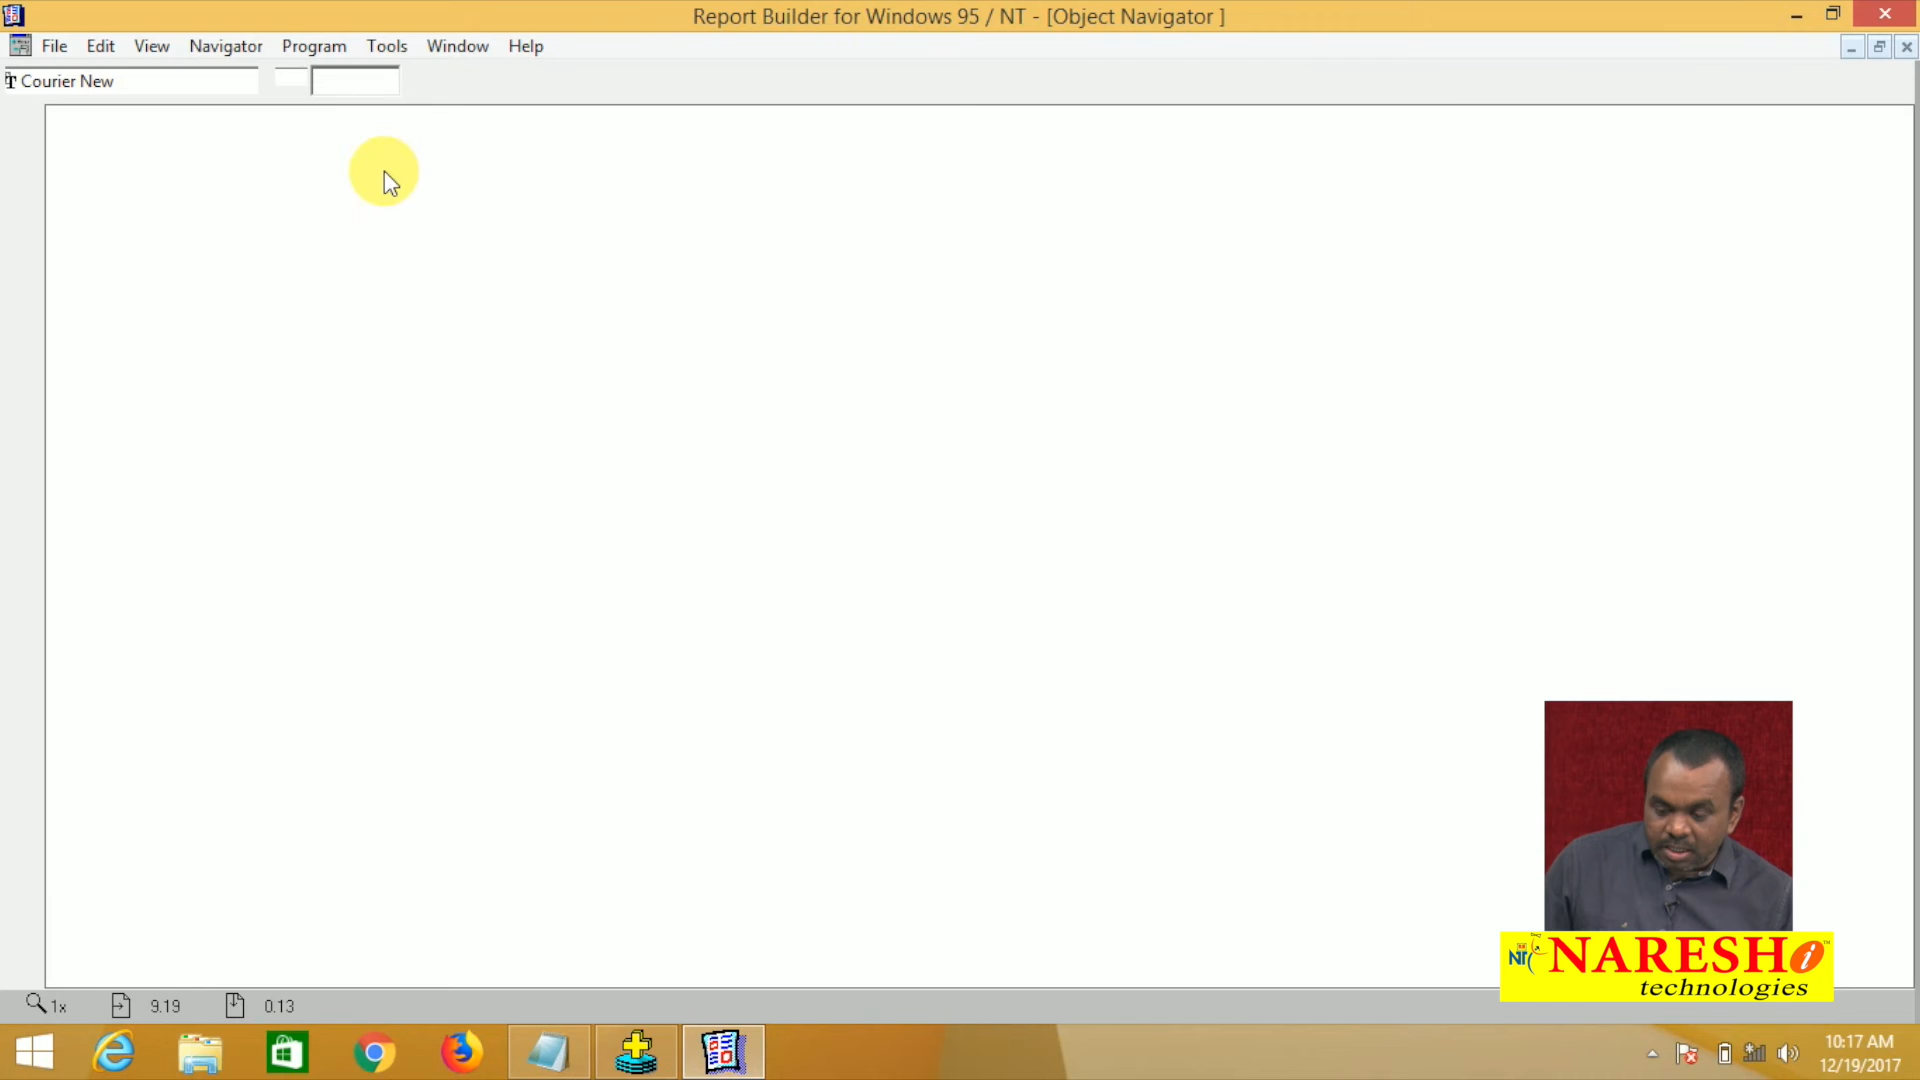 Report Builder for Windows 95 / NT - [Object Navigator ]
File Edit View Navigator Program Tools Window Help
Courier New
NARESH i
technologies
1x 9.19 0.13
10:17 AM
12/19/2017